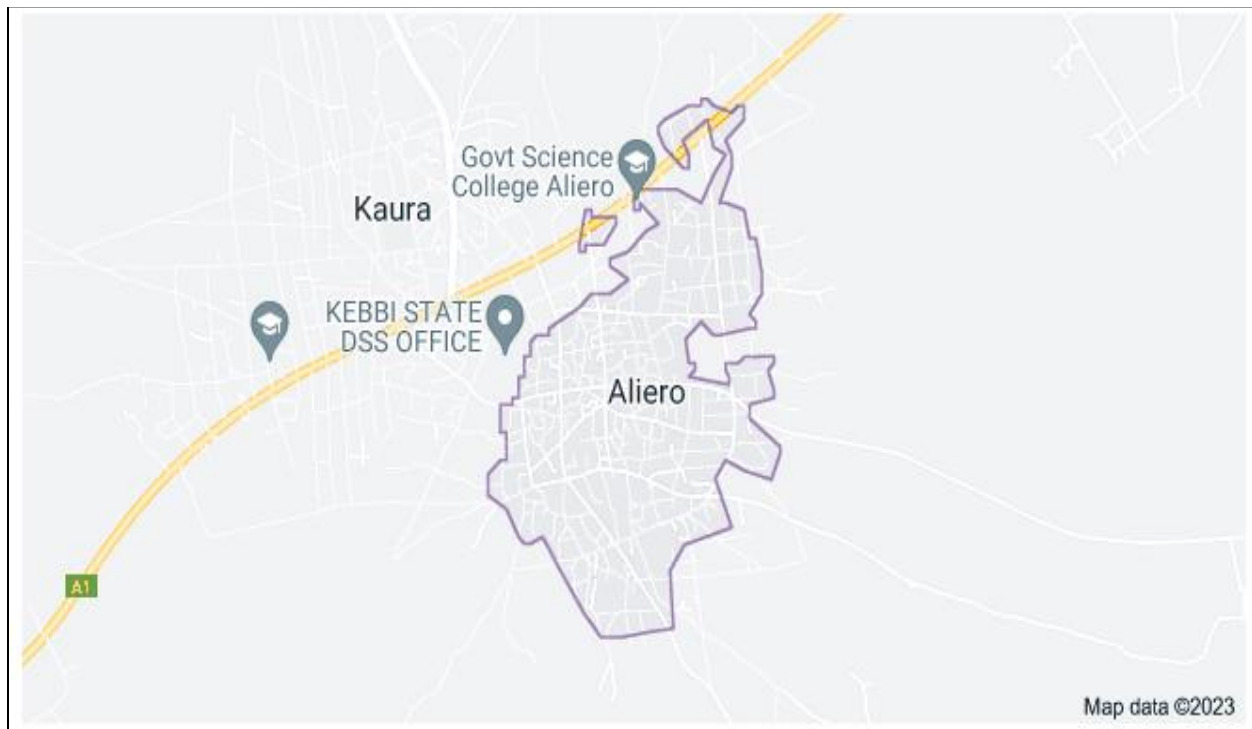 Govt Science
College Aliero
Kaura
KEBBI STATE
DSS OFFICE
Aliero
A1
Map data ©2023